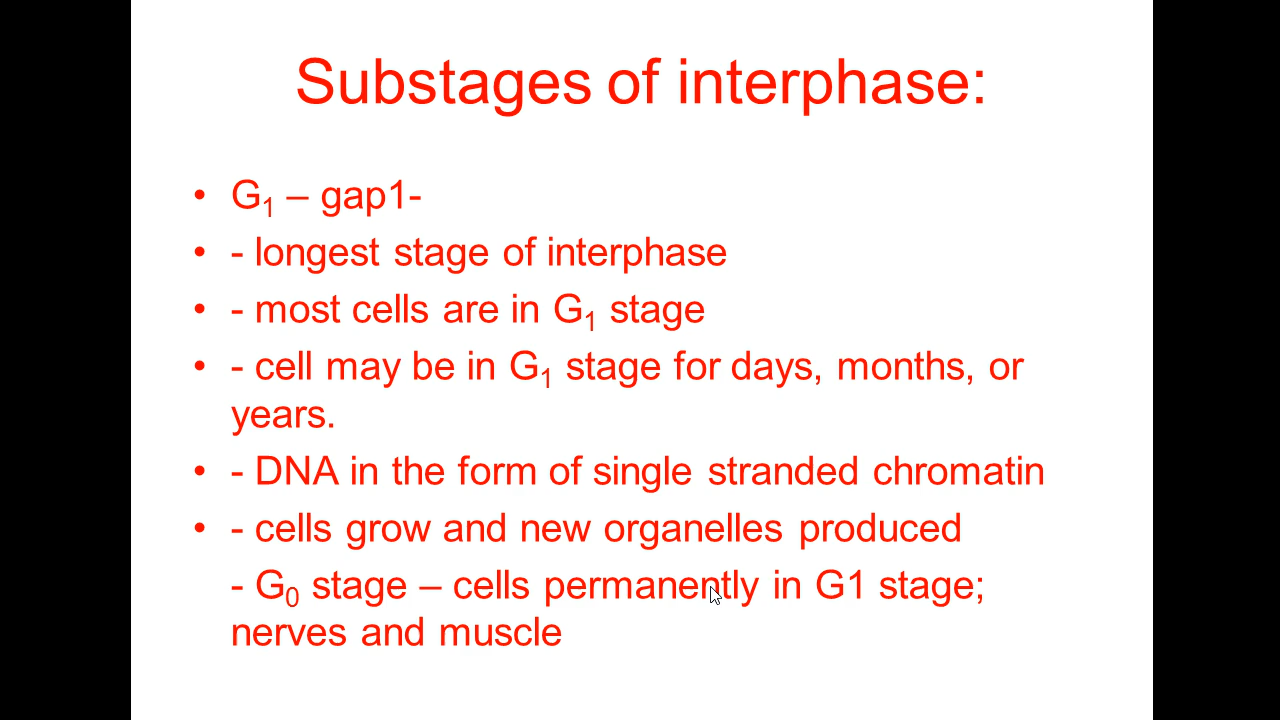 Substages of interphase:
• G₁ – gap1-
• - longest stage of interphase
• - most cells are in G₁ stage
• - cell may be in G₁ stage for days, months, or
years.
• - DNA in the form of single stranded chromatin
• - cells grow and new organelles produced
- G₀ stage – cells permanently in G1 stage;
nerves and muscle